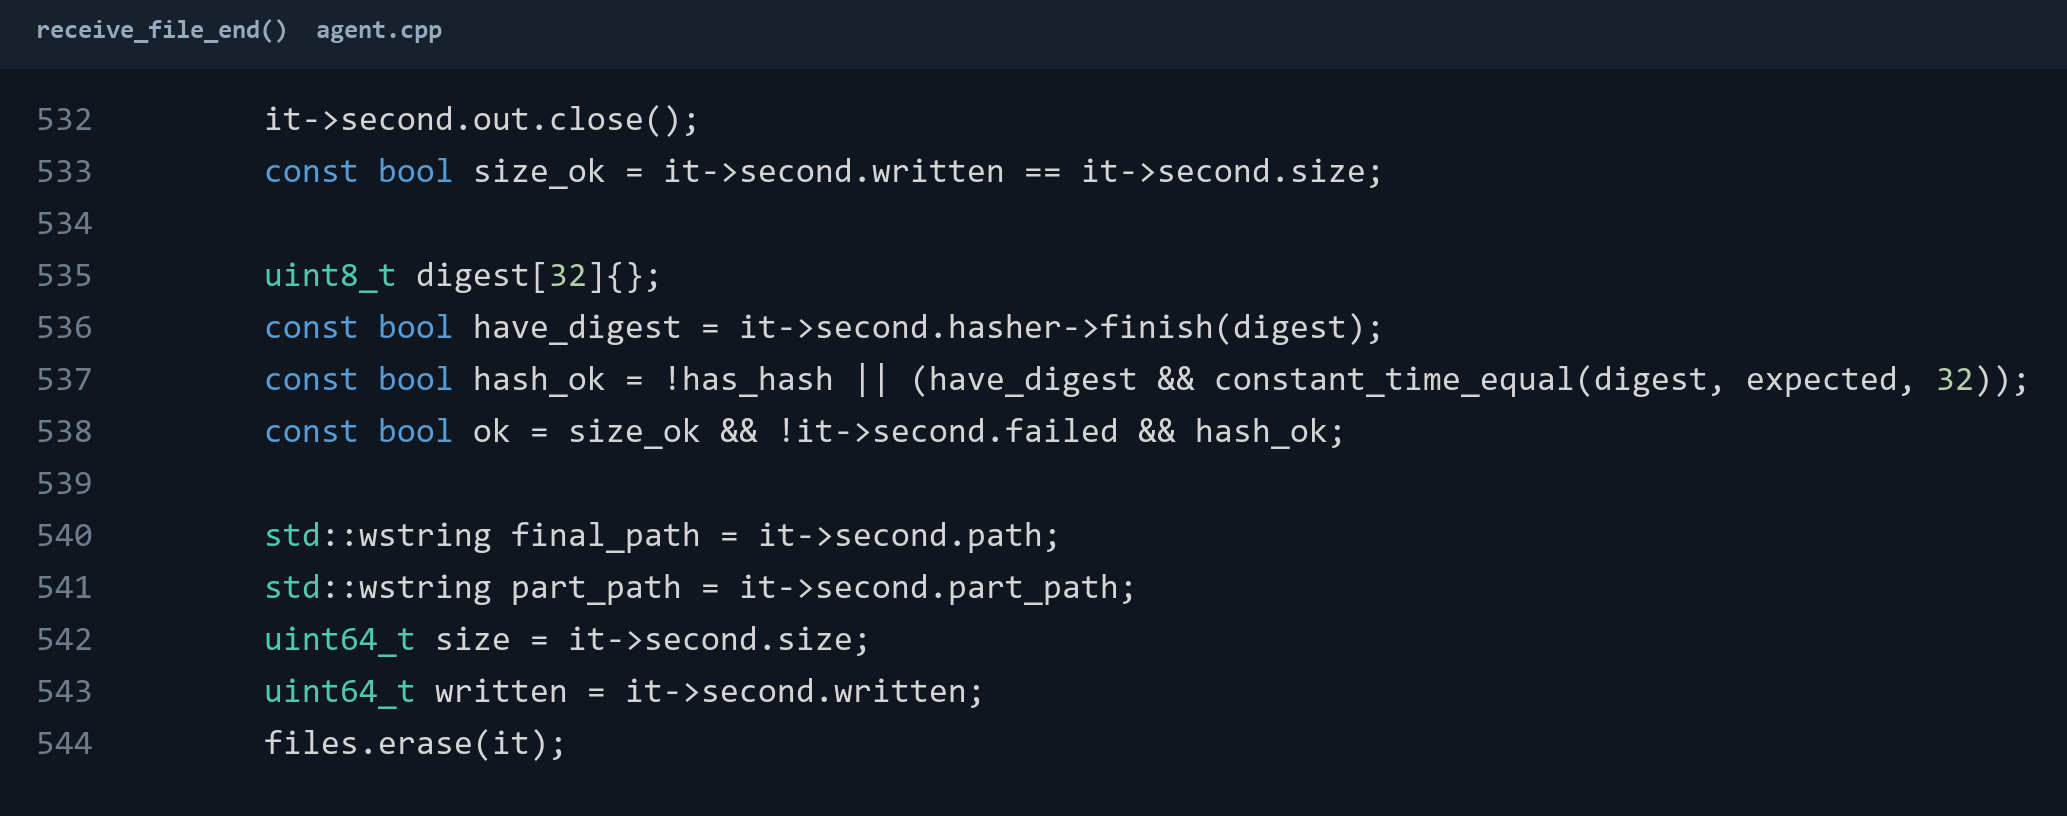 receive_file_end()  agent.cpp
532 it->second.out.close();
533 const bool size_ok = it->second.written == it->second.size;
534
535 uint8_t digest[32]{};
536 const bool have_digest = it->second.hasher->finish(digest);
537 const bool hash_ok = !has_hash || (have_digest && constant_time_equal(digest, expected, 32));
538 const bool ok = size_ok && !it->second.failed && hash_ok;
539
540 std::wstring final_path = it->second.path;
541 std::wstring part_path = it->second.part_path;
542 uint64_t size = it->second.size;
543 uint64_t written = it->second.written;
544 files.erase(it);